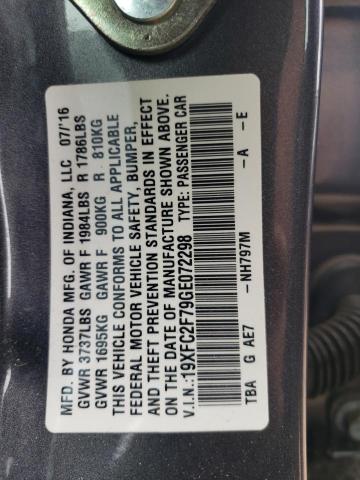 MFD. BY HONDA MFG. OF INDIANA, LLC 07/16
GVWR 3737LBS GAWR F 1984LBS R 1786LBS
GVWR 1695KG GAWR F 900KG R 810KG
THIS VEHICLE CONFORMS TO ALL APPLICABLE
FEDERAL MOTOR VEHICLE SAFETY, BUMPER,
AND THEFT PREVENTION STANDARDS IN EFFECT
ON THE DATE OF MANUFACTURE SHOWN ABOVE.
V.I.N.:19XFC2F79GE072298 TYPE: PASSENGER CAR
-NH797M -A -E
TBA G AE7